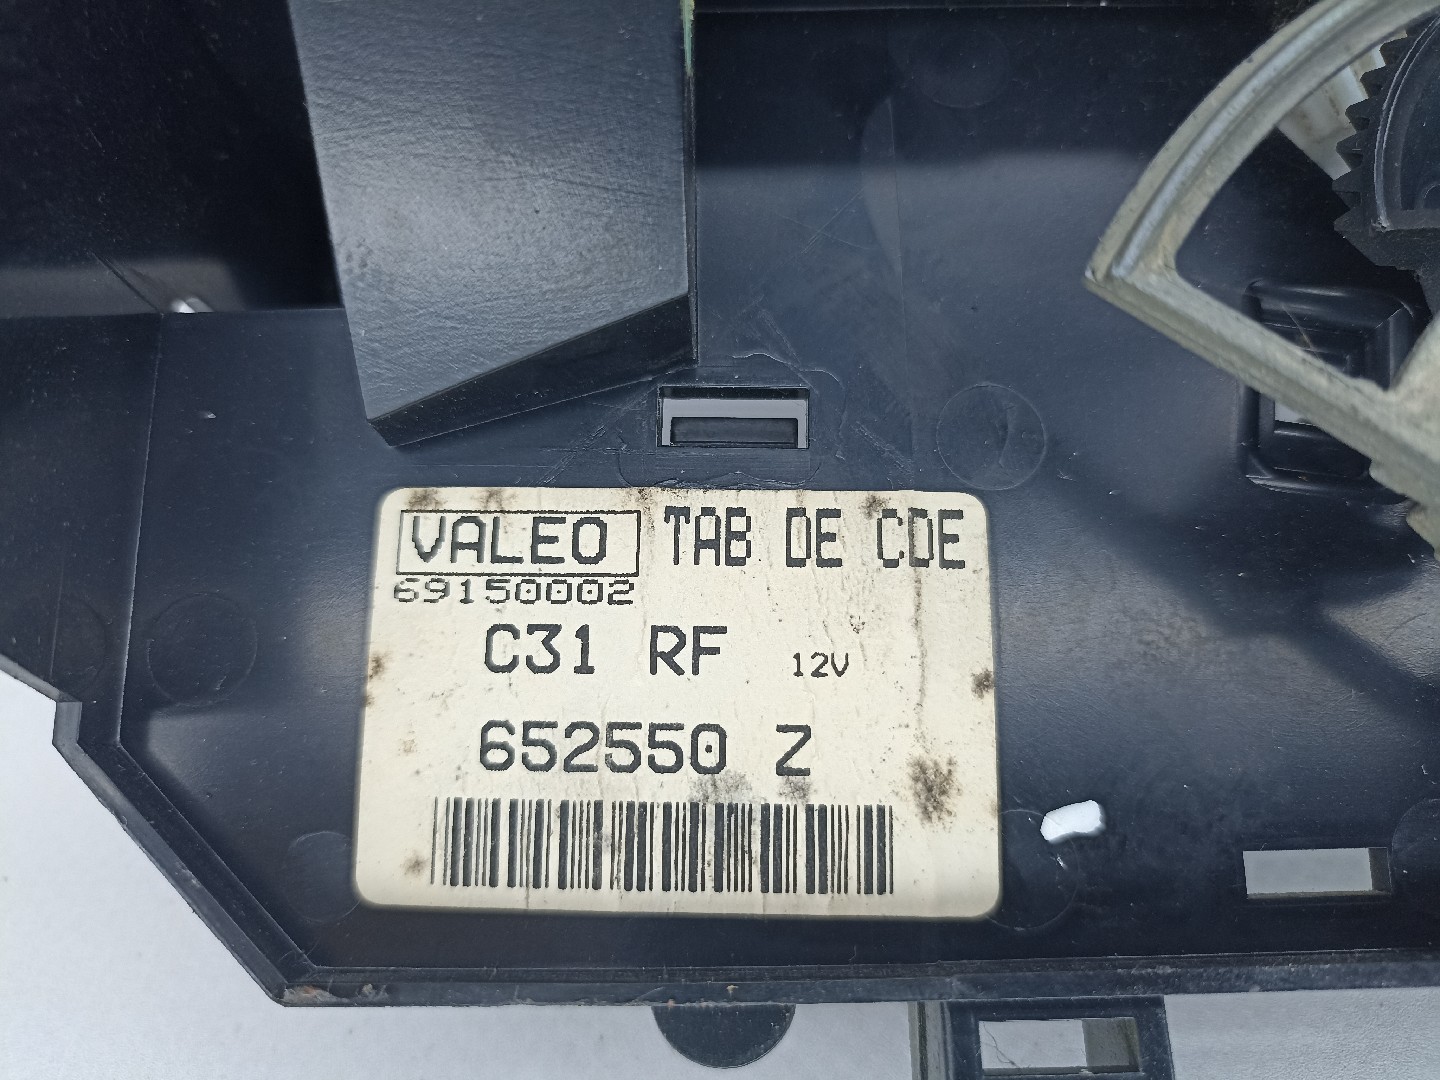 VALEO TAB DE CDE
69150002
C31 RF 12V
652550 Z